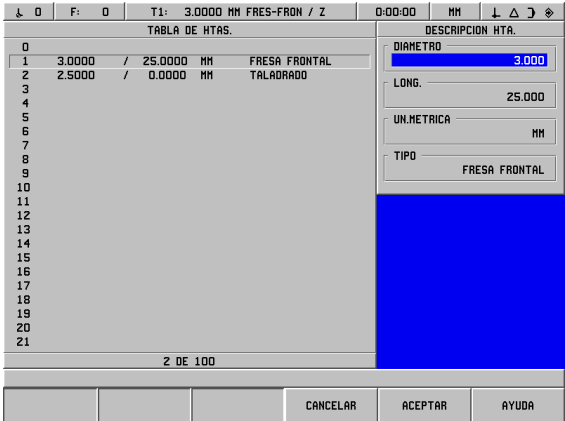 0 F: 0 T1: 3.0000 MM FRES-FRON / Z 0:00:00 MM
TABLA DE HTAS.
0
1 3.0000 / 25.0000 MM FRESA FRONTAL
2 2.5000 / 0.0000 MM TALADRADO
3
4
5
6
7
8
9
10
11
12
13
14
15
16
17
18
19
20
21
2 DE 100
DESCRIPCION HTA.
DIAMETRO
3.000
LONG.
25.000
UN.METRICA
MM
TIPO
FRESA FRONTAL
CANCELAR ACEPTAR AYUDA